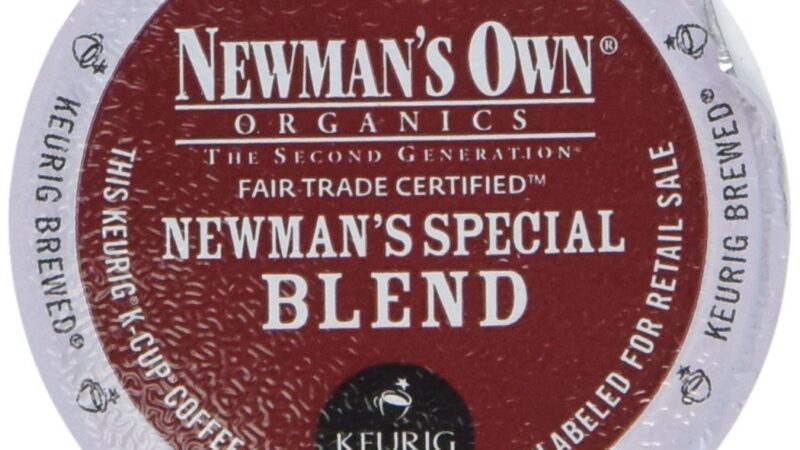 NEWMAN'S OWN®
ORGANICS
THE SECOND GENERATION®
FAIR TRADE CERTIFIED™
NEWMAN'S SPECIAL
BLEND
KEURIG
KEURIG BREWED®
THIS KEURIG® K-CUP® COFFEE
LABELED FOR RETAIL SALE
KEURIG BREWED®